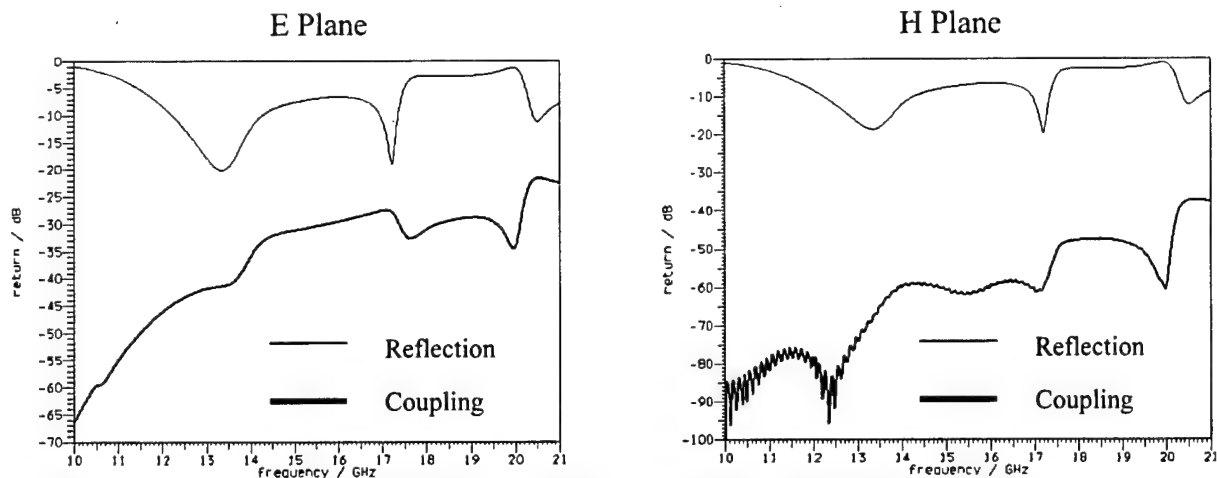 E Plane
0
-5
-10
-15
-20
-25
-30
-35
-40
-45
-50
-55
-60
-65
-70
return / dB
10 11 12 13 14 15 16 17 18 19 20 21
frequency / GHz
Reflection
Coupling
H Plane
0
-10
-20
-30
-40
-50
-60
-70
-80
-90
-100
return / dB
10 11 12 13 14 15 16 17 18 19 20 21
frequency / GHz
Reflection
Coupling